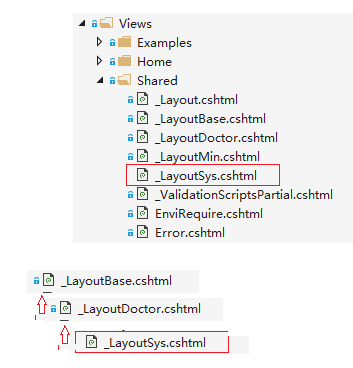 Views
Examples
Home
Shared
_Layout.cshtml
_LayoutBase.cshtml
_LayoutDoctor.cshtml
_LayoutMin.cshtml
_LayoutSys.cshtml
_ValidationScriptsPartial.cshtml
EnviRequire.cshtml
Error.cshtml
_LayoutBase.cshtml
_LayoutDoctor.cshtml
_LayoutSys.cshtml